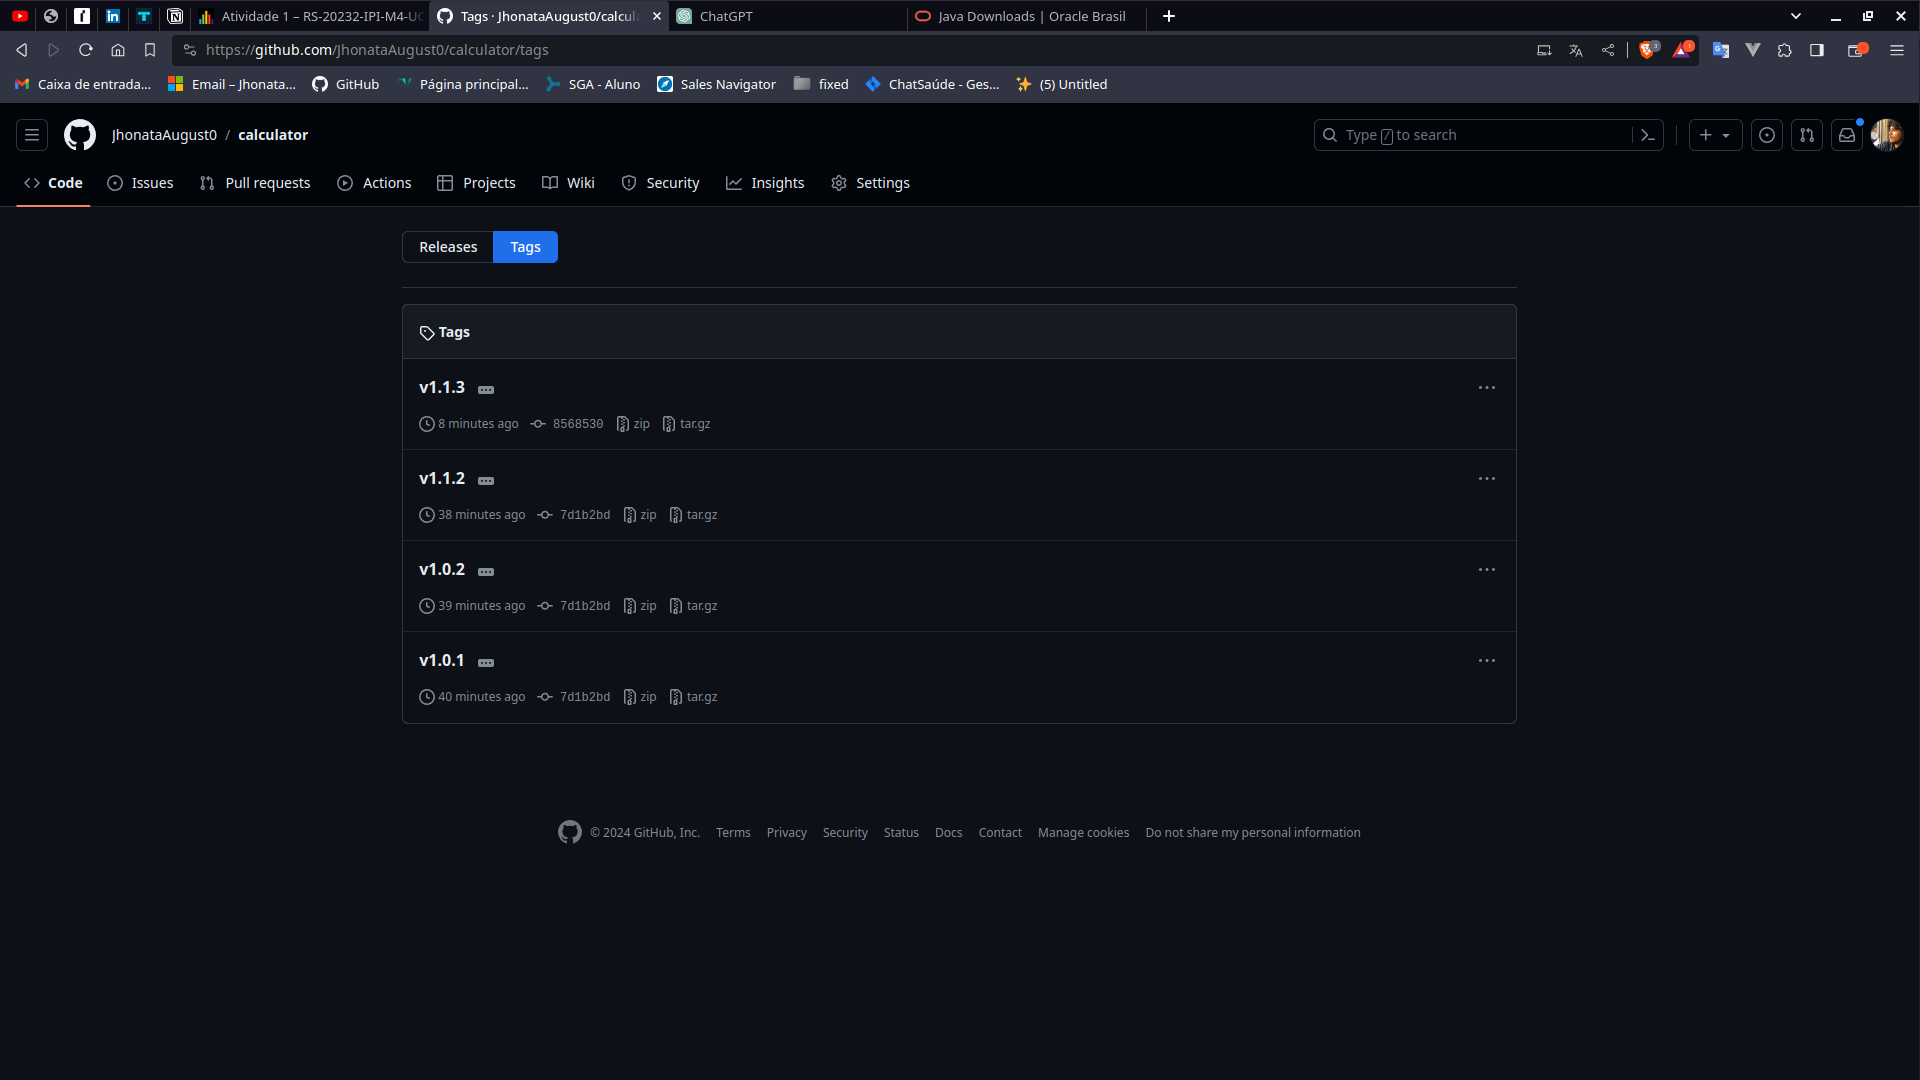 Atividade 1 – RS-20232-IPI-M4-UC
Tags · JhonataAugust0/calcul
ChatGPT
Java Downloads | Oracle Brasil
https://github.com/JhonataAugust0/calculator/tags
Caixa de entrada...
Email – Jhonata...
GitHub
Página principal...
SGA - Aluno
Sales Navigator
fixed
ChatSaúde - Ges...
(5) Untitled
JhonataAugust0 / calculator
Type / to search
Code
Issues
Pull requests
Actions
Projects
Wiki
Security
Insights
Settings
Releases
Tags
Tags
v1.1.3
8 minutes ago 8568530 zip tar.gz
v1.1.2
38 minutes ago 7d1b2bd zip tar.gz
v1.0.2
39 minutes ago 7d1b2bd zip tar.gz
v1.0.1
40 minutes ago 7d1b2bd zip tar.gz
© 2024 GitHub, Inc. Terms Privacy Security Status Docs Contact Manage cookies Do not share my personal information